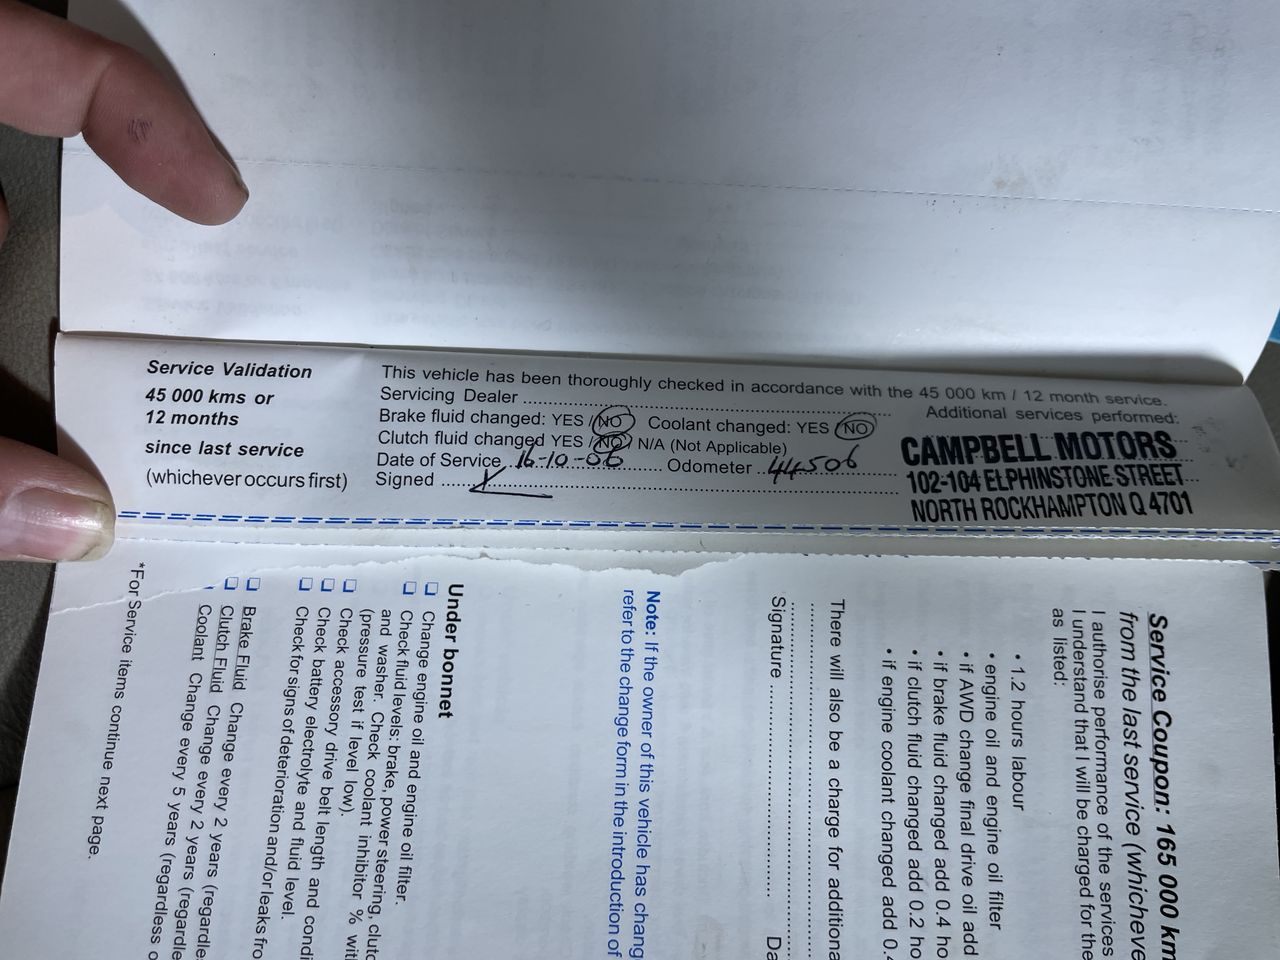 Service Validation
45 000 kms or
12 months
since last service
(whichever occurs first)
This vehicle has been thoroughly checked in accordance with the 45 000 km / 12 month service.
Servicing Dealer
Brake fluid changed: YES / NO Coolant changed: YES / NO
Clutch fluid changed YES / NO / N/A (Not Applicable)
Date of Service 16-10-06 Odometer 44506
Signed
Additional services performed:
CAMPBELL MOTORS
102-104 ELPHINSTONE STREET
NORTH ROCKHAMPTON Q 4701
Service Coupon: 165 000 km
from the last service
I authorise performance of the services
I understand that I will be charged for the
as listed:
• 1.2 hours labour
• engine oil and engine oil filter
• if AWD change final drive oil add
• if brake fluid changed add 0.4
• if clutch fluid changed add 0.2
• if engine coolant changed add
There will also be a charge for
Signature
Note: If the owner of this vehicle has
refer to the change form in the introduction of
Under bonnet
❏ Change engine oil and engine oil filter.
❏ Check fluid levels: brake, power steering,
and washer. Check coolant inhibitor %
(pressure test if level low).
❏ Check accessory drive belt length and
❏ Check battery electrolyte and fluid level.
❏ Check for signs of deterioration and/or leaks
❏ Brake Fluid Change every 2 years
❏ Clutch Fluid Change every 2 years
Coolant Change every 5 years (regardless
*For Service items continue next page.